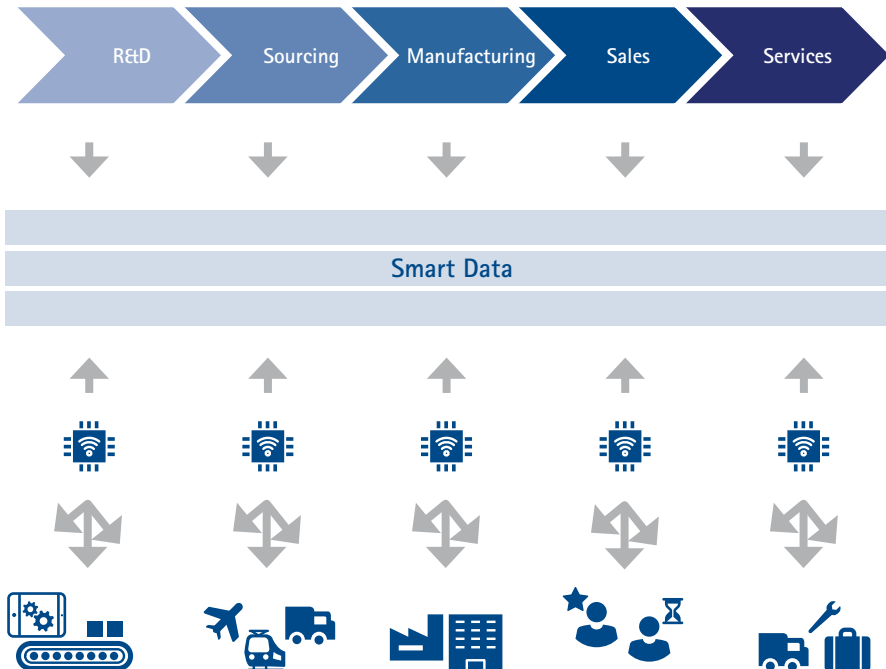 R&D
Sourcing
Manufacturing
Sales
Services
Smart Data